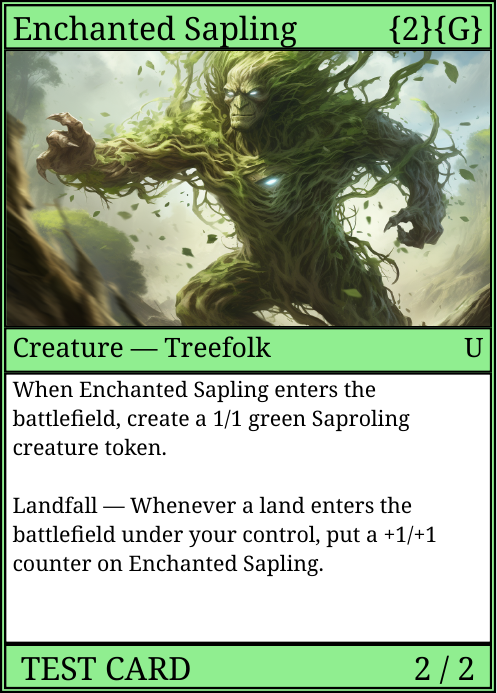 Enchanted Sapling {2}{G}
Creature — Treefolk U
When Enchanted Sapling enters the
battlefield, create a 1/1 green Saproling
creature token.
Landfall — Whenever a land enters the
battlefield under your control, put a +1/+1
counter on Enchanted Sapling.
TEST CARD 2 / 2